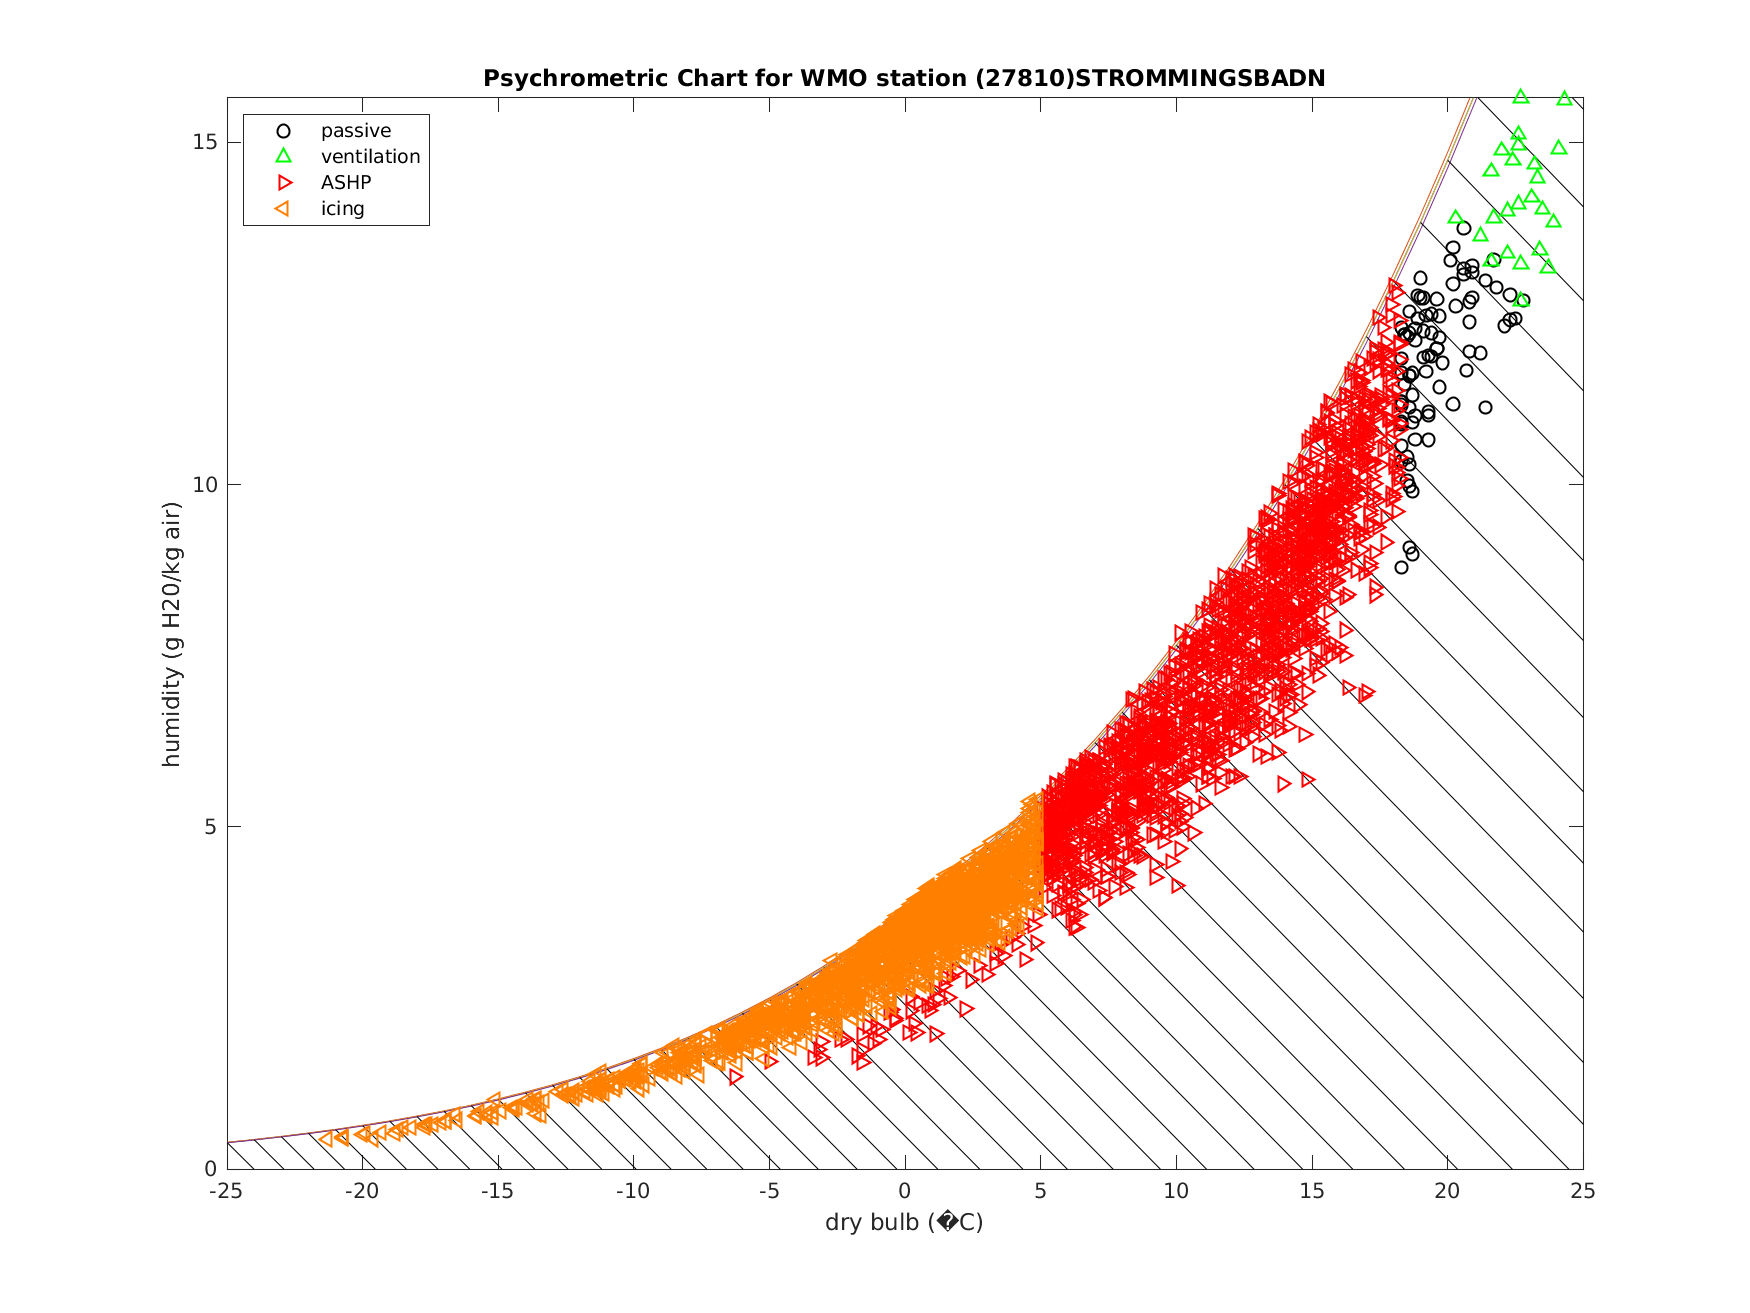 Psychrometric Chart for WMO station (27810)STROMMINGSBADN
passive
ventilation
ASHP
icing
15
10
5
0
humidity (g H20/kg air)
-25 -20 -15 -10 -5 0 5 10 15 20 25
dry bulb (�C)